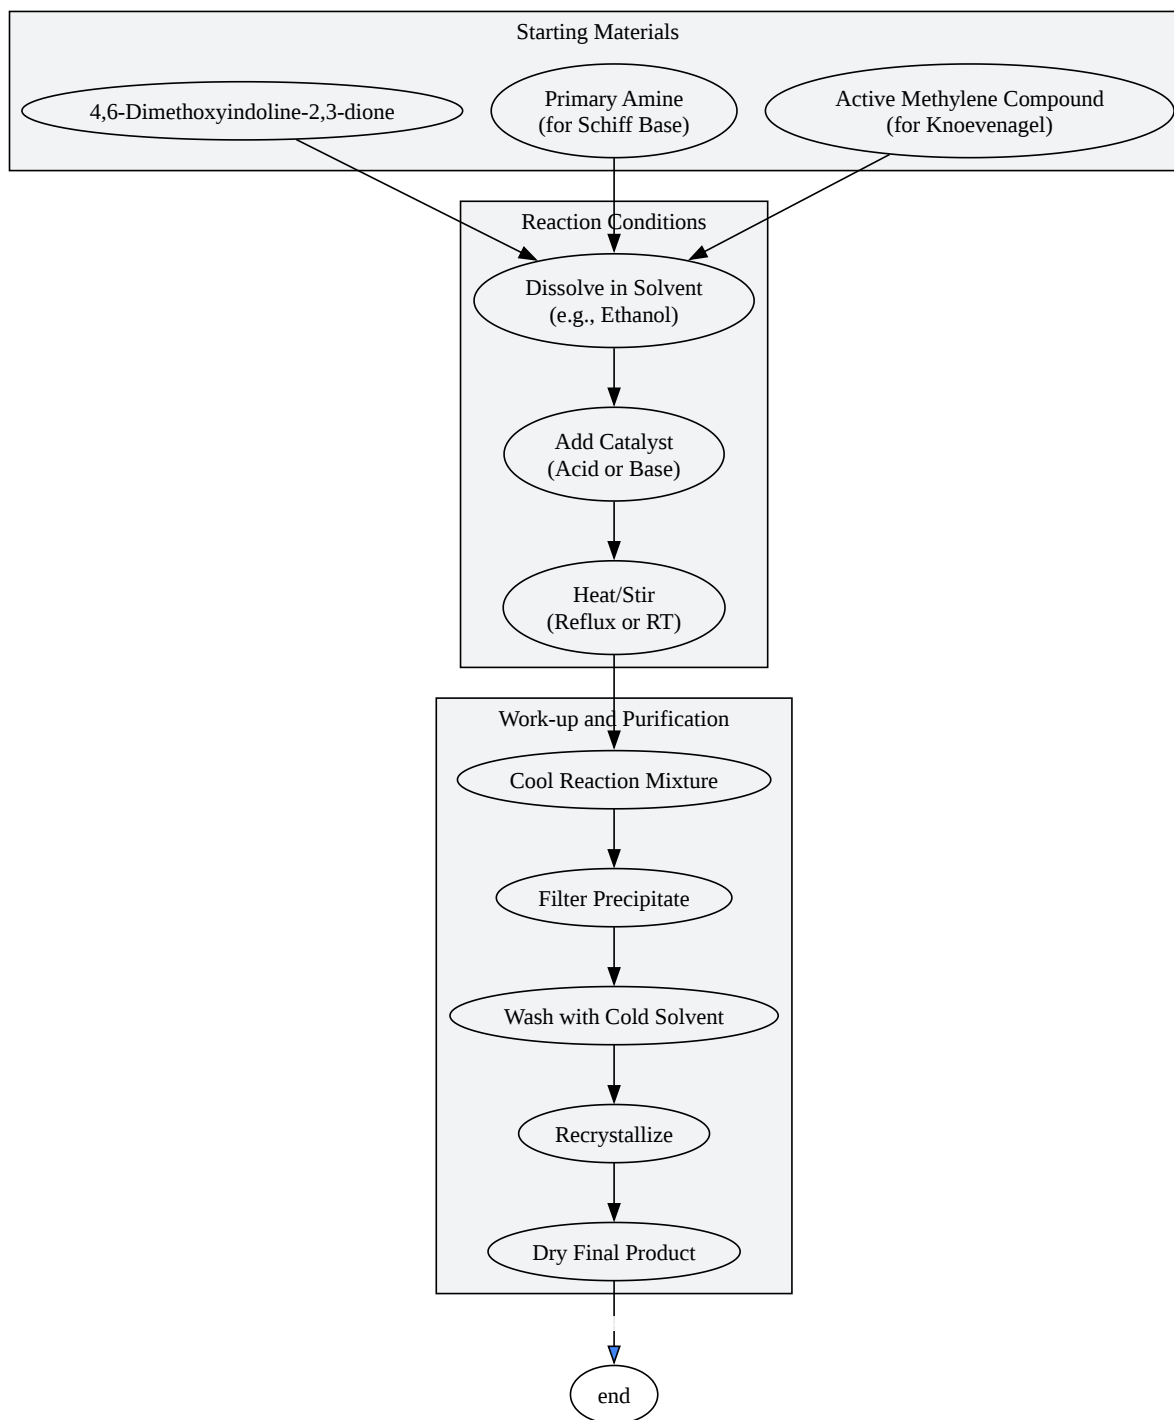 Starting Materials
4,6-Dimethoxyindoline-2,3-dione
Primary Amine
(for Schiff Base)
Active Methylene Compound
(for Knoevenagel)
Reaction Conditions
Dissolve in Solvent
(e.g., Ethanol)
Add Catalyst
(Acid or Base)
Heat/Stir
(Reflux or RT)
Work-up and Purification
Cool Reaction Mixture
Filter Precipitate
Wash with Cold Solvent
Recrystallize
Dry Final Product
end